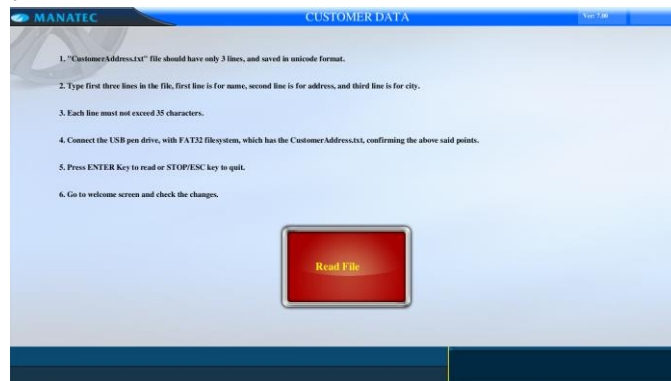 MANATEC
CUSTOMER DATA
Ver: 7.00
1. "CustomerAddress.txt" file should have only 3 lines, and saved in unicode format.
2. Type first three lines in the file, first line is for name, second line is for address, and third line is for city.
3. Each line must not exceed 35 characters.
4. Connect the USB pen drive, with FAT32 filesystem, which has the CustomerAddress.txt, confirming the above said points.
5. Press ENTER Key to read or STOP/ESC key to quit.
6. Go to welcome screen and check the changes.
Read File